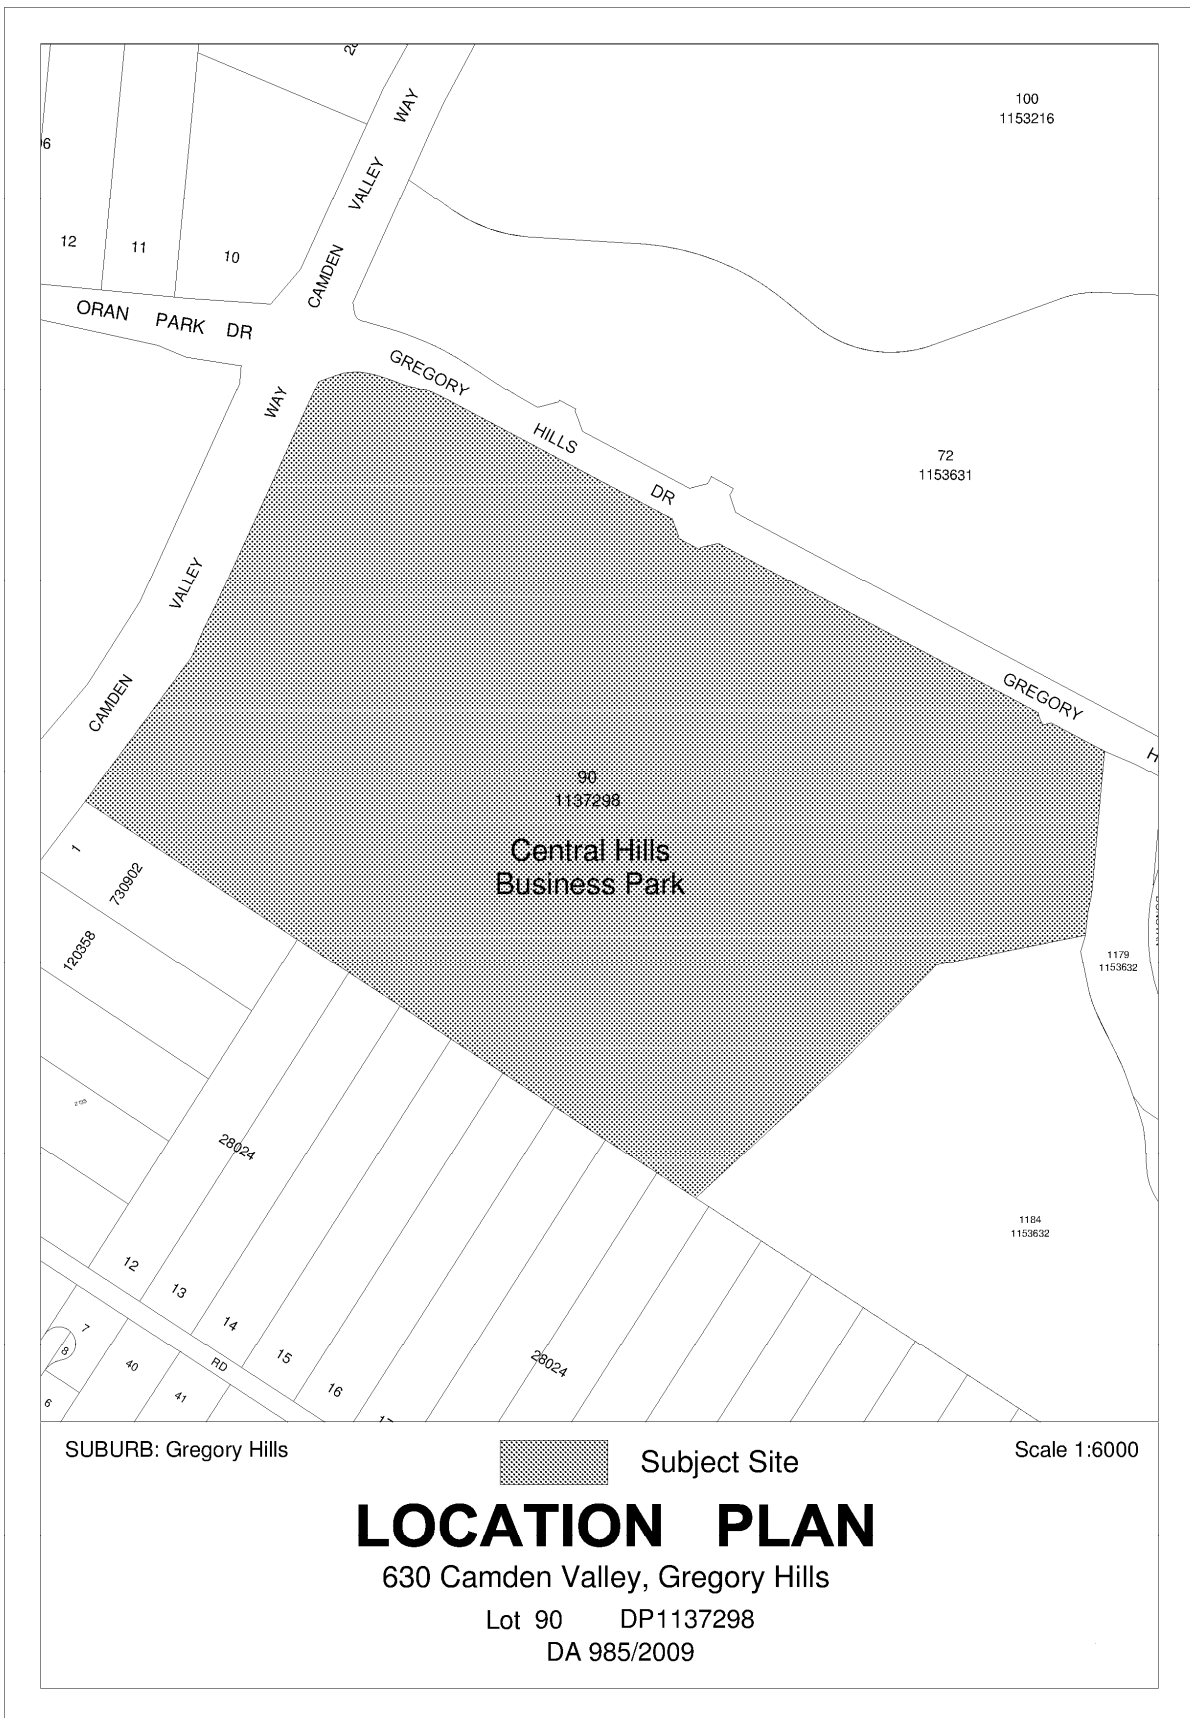 100
1153216
WAY
VALLEY
CAMDEN
12
11
10
ORAN PARK DR
GREGORY
HILLS
DR
WAY
72
1153631
VALLEY
CAMDEN
GREGORY
90
1137298
Central Hills
Business Park
1
730902
120358
1179
1153632
28024
1184
1153632
12
13
14
15
16
28024
7
8
40
41
6
RD
SUBURB: Gregory Hills
Subject Site
Scale 1:6000
LOCATION PLAN
630 Camden Valley, Gregory Hills
Lot 90 DP1137298
DA 985/2009